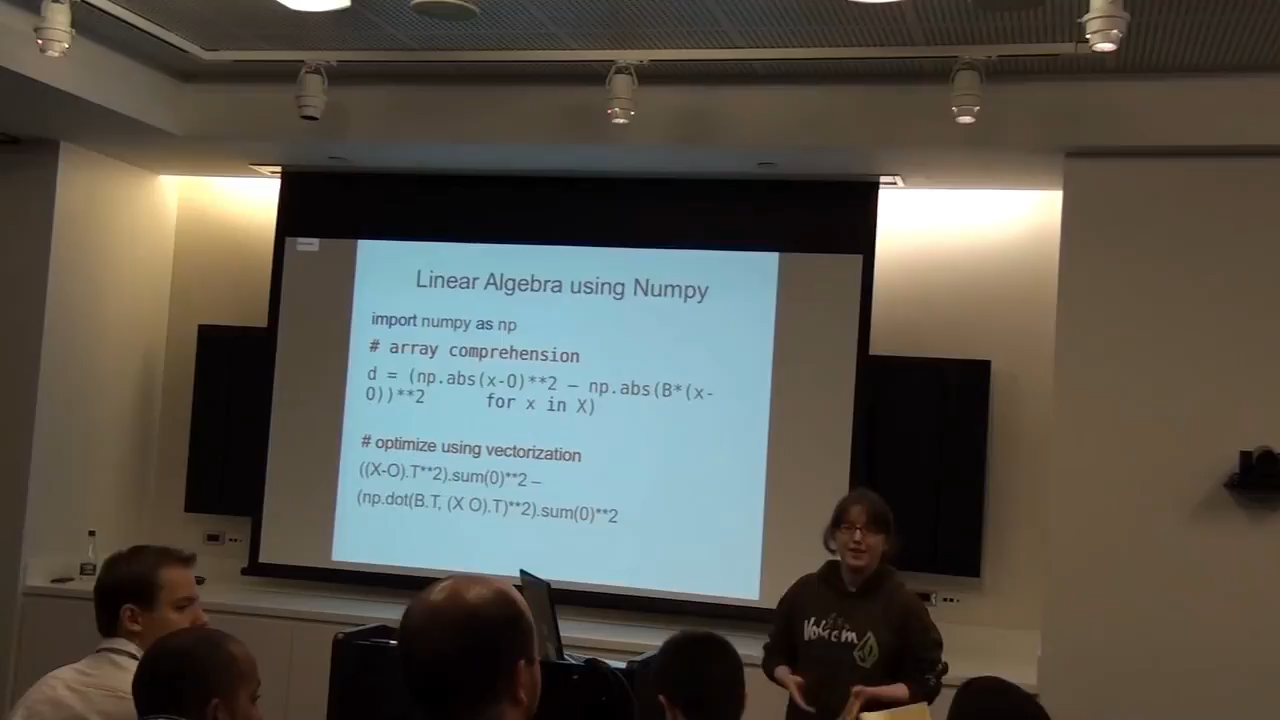 Linear Algebra using Numpy
import numpy as np
# array comprehension
d = (np.abs(x-O)**2 – np.abs(B*(x-
O))**2 for x in X)
# optimize using vectorization
((X-O).T**2).sum(0)**2 –
(np.dot(B.T, (X O).T)**2).sum(0)**2
Volcom